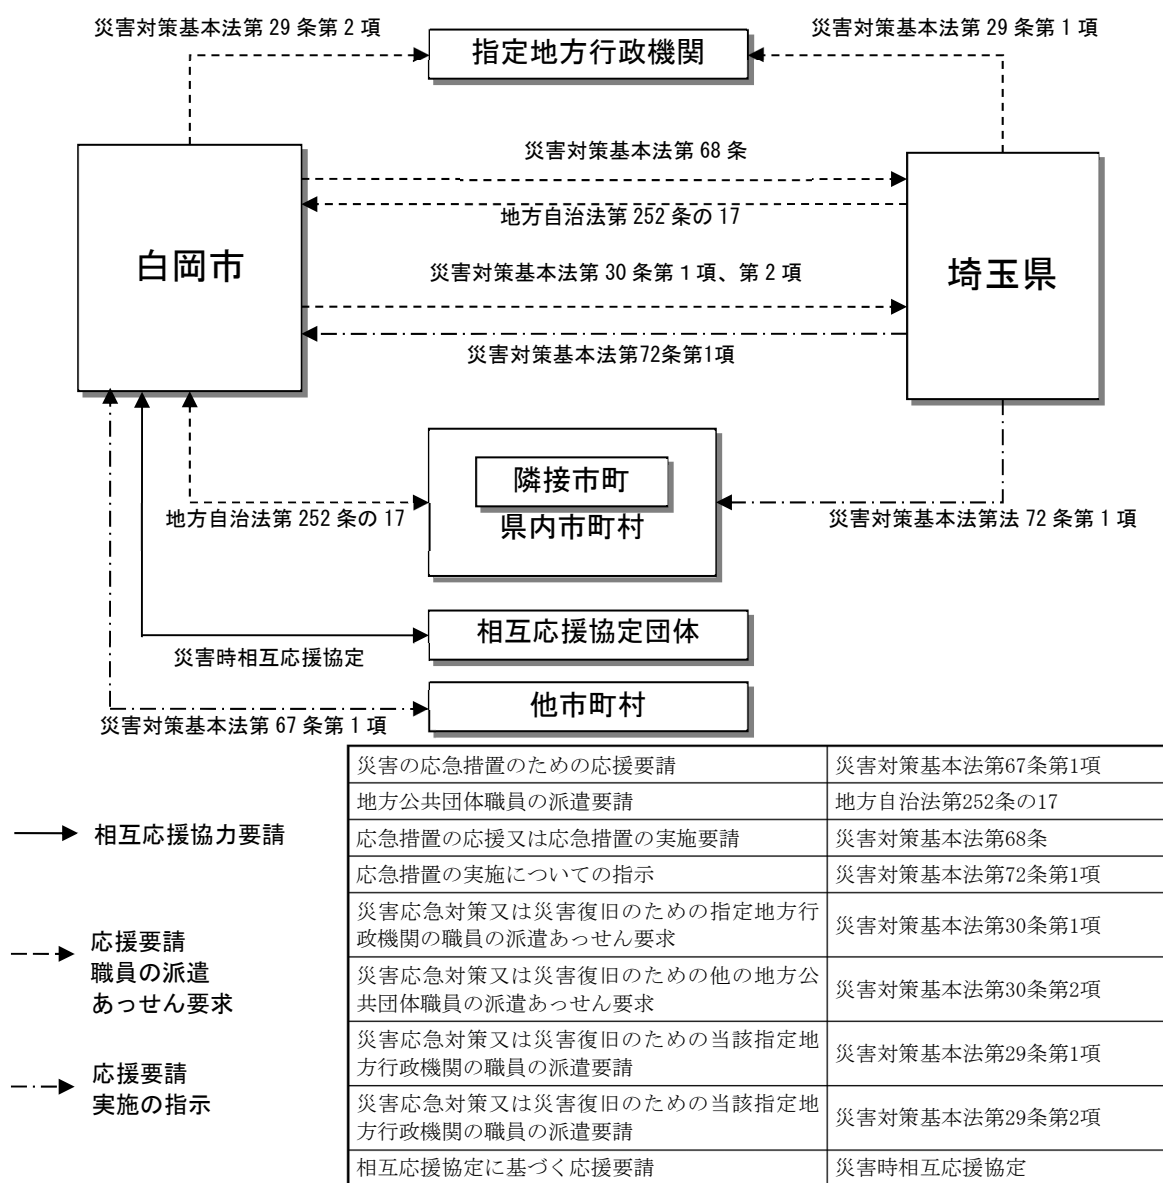 災害対策基本法第 29 条第 2 項
災害対策基本法第 29 条第 1 項
指定地方行政機関
災害対策基本法第 68 条
地方自治法第 252 条の 17
白岡市
埼玉県
災害対策基本法第 30 条第 1 項、第 2 項
災害対策基本法第72条第1項
隣接市町
県内市町村
地方自治法第 252 条の 17
災害対策基本法第法 72 条第 1 項
相互応援協定団体
災害時相互応援協定
他市町村
災害対策基本法第 67 条第 1 項
相互応援協力要請
応援要請
職員の派遣
あっせん要求
応援要請
実施の指示
災害の応急措置のための応援要請 災害対策基本法第67条第1項
地方公共団体職員の派遣要請 地方自治法第252条の17
応急措置の応援又は応急措置の実施要請 災害対策基本法第68条
応急措置の実施についての指示 災害対策基本法第72条第1項
災害応急対策又は災害復旧のための指定地方行
政機関の職員の派遣あっせん要求
災害対策基本法第30条第1項
災害応急対策又は災害復旧のための他の地方公
共団体職員の派遣あっせん要求
災害対策基本法第30条第2項
災害応急対策又は災害復旧のための当該指定地
方行政機関の職員の派遣要請
災害対策基本法第29条第1項
災害応急対策又は災害復旧のための当該指定地
方行政機関の職員の派遣要請
災害対策基本法第29条第2項
相互応援協定に基づく応援要請 災害時相互応援協定